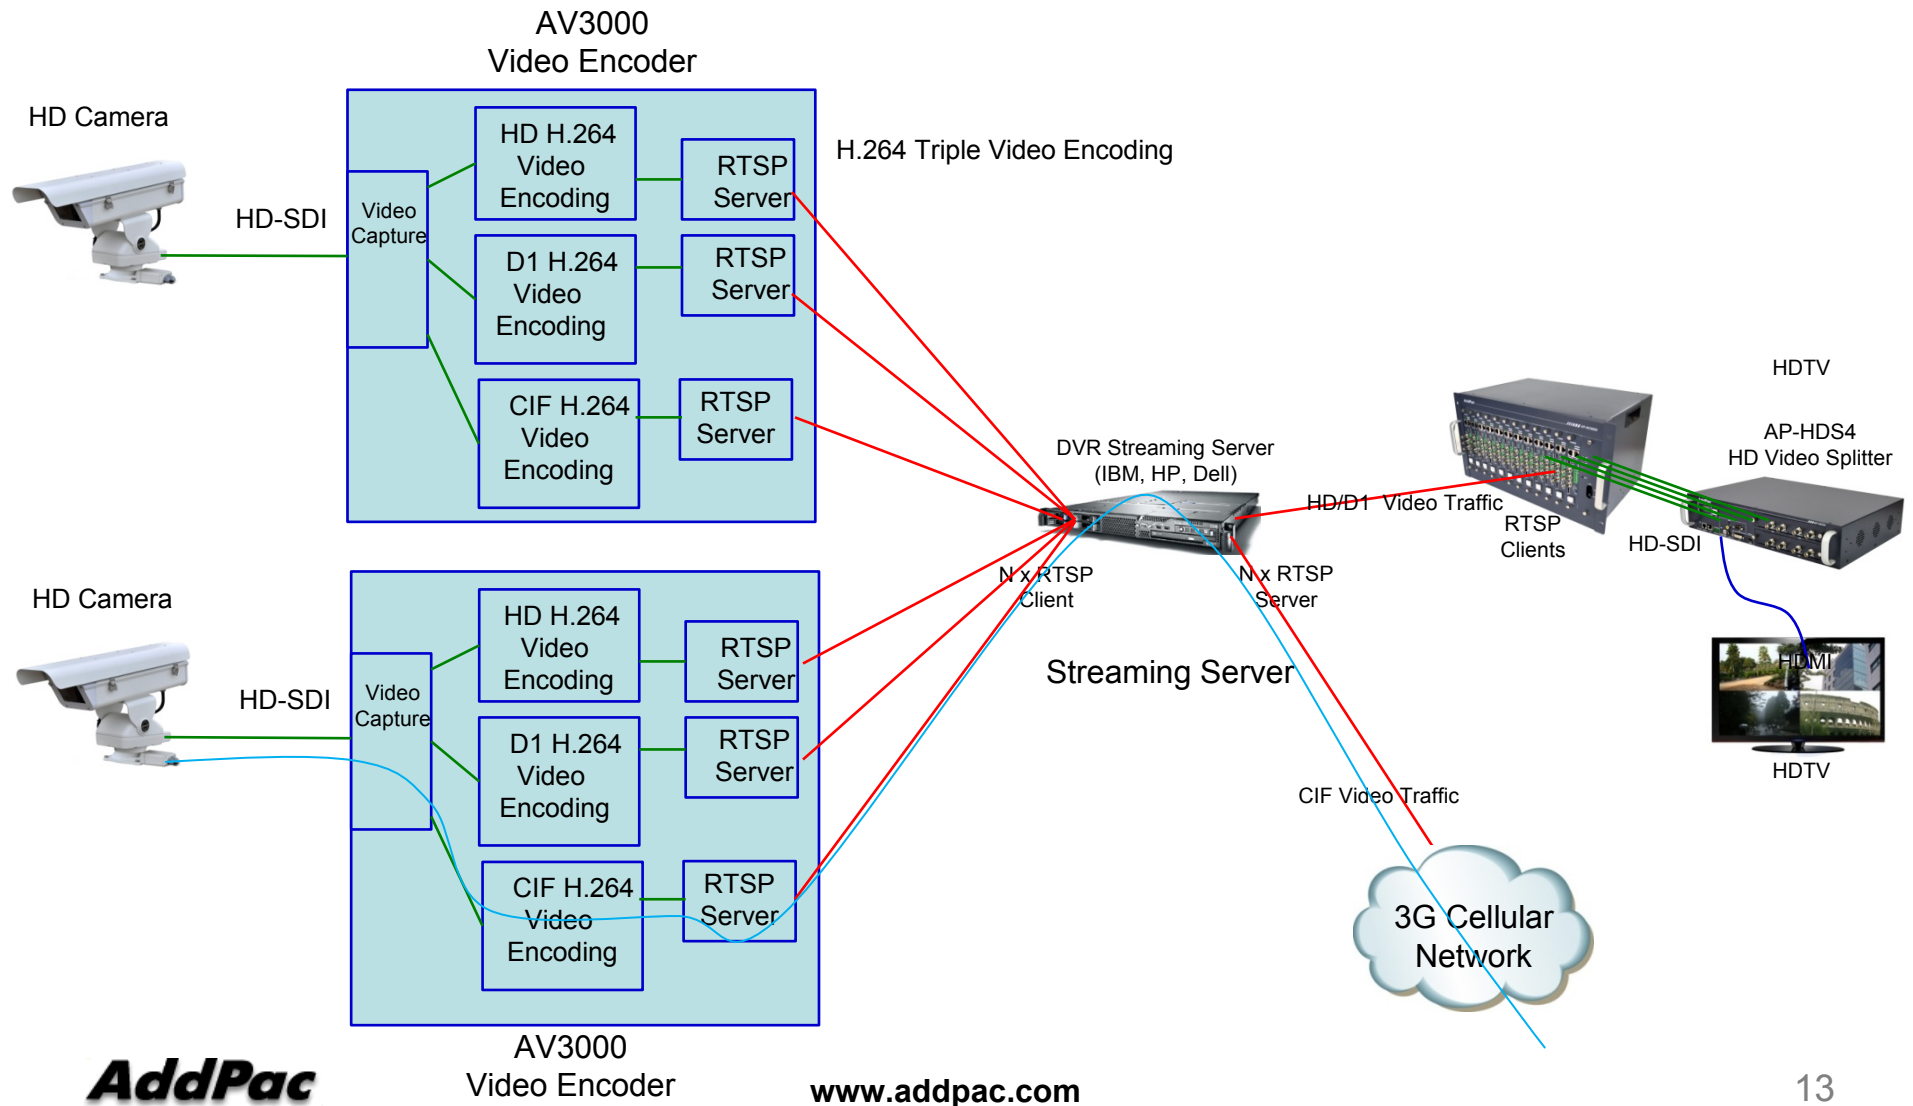 AV3000
Video Encoder
HD Camera
HD-SDI
Video
Capture
HD H.264
Video
Encoding
RTSP
Server
D1 H.264
Video
Encoding
RTSP
Server
CIF H.264
Video
Encoding
RTSP
Server
H.264 Triple Video Encoding
HD Camera
HD-SDI
Video
Capture
HD H.264
Video
Encoding
RTSP
Server
D1 H.264
Video
Encoding
RTSP
Server
CIF H.264
Video
Encoding
RTSP
Server
AV3000
Video Encoder
DVR Streaming Server
(IBM, HP, Dell)
N x RTSP
Client
N x RTSP
Server
Streaming Server
HD/D1 Video Traffic
RTSP
Clients
HD-SDI
HDTV
AP-HDS4
HD Video Splitter
HDMI
HDTV
CIF Video Traffic
3G Cellular
Network
AddPac
www.addpac.com
13